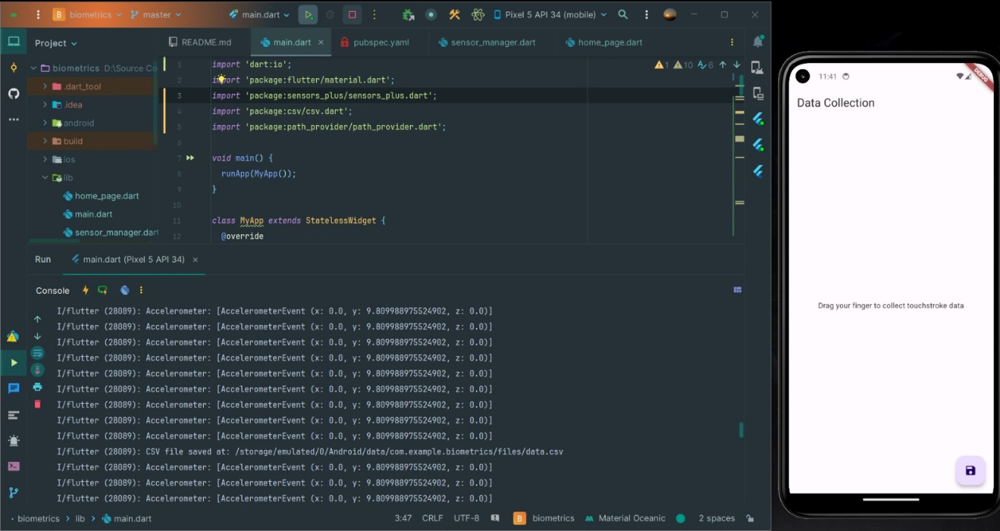 B biometrics master main.dart Pixel 5 API 34 (mobile)
Project README.md main.dart pubspec.yaml sensor_manager.dart home_page.dart
biometrics D:\Source Co
.dart_tool
.idea
android
build
ios
lib
home_page.dart
main.dart
sensor_manager.dart
1 import 'dart:io';
2 import 'package:flutter/material.dart';
3 import 'package:sensors_plus/sensors_plus.dart';
4 import 'package:csv/csv.dart';
5 import 'package:path_provider/path_provider.dart';
6
7 void main() {
8 runApp(MyApp());
9 }
10
11 class MyApp extends StatelessWidget {
12 @override
1 10 6
Run main.dart (Pixel 5 API 34)
Console
I/flutter (28089): Accelerometer: [AccelerometerEvent (x: 0.0, y: 9.809988975524902, z: 0.0)]
I/flutter (28089): Accelerometer: [AccelerometerEvent (x: 0.0, y: 9.809988975524902, z: 0.0)]
I/flutter (28089): Accelerometer: [AccelerometerEvent (x: 0.0, y: 9.809988975524902, z: 0.0)]
I/flutter (28089): Accelerometer: [AccelerometerEvent (x: 0.0, y: 9.809988975524902, z: 0.0)]
I/flutter (28089): Accelerometer: [AccelerometerEvent (x: 0.0, y: 9.809988975524902, z: 0.0)]
I/flutter (28089): Accelerometer: [AccelerometerEvent (x: 0.0, y: 9.809988975524902, z: 0.0)]
I/flutter (28089): Accelerometer: [AccelerometerEvent (x: 0.0, y: 9.809988975524902, z: 0.0)]
I/flutter (28089): Accelerometer: [AccelerometerEvent (x: 0.0, y: 9.809988975524902, z: 0.0)]
I/flutter (28089): Accelerometer: [AccelerometerEvent (x: 0.0, y: 9.809988975524902, z: 0.0)]
I/flutter (28089): CSV file saved at: /storage/emulated/0/Android/data/com.example.biometrics/files/data.csv
I/flutter (28089): Accelerometer: [AccelerometerEvent (x: 0.0, y: 9.809988975524902, z: 0.0)]
I/flutter (28089): Accelerometer: [AccelerometerEvent (x: 0.0, y: 9.809988975524902, z: 0.0)]
I/flutter (28089): Accelerometer: [AccelerometerEvent (x: 0.0, y: 9.809988975524902, z: 0.0)]
biometrics > lib > main.dart 3:47 CRLF UTF-8 B biometrics Material Oceanic 2 spaces
11:41
DEBUG
Data Collection
Drag your finger to collect touchstroke data